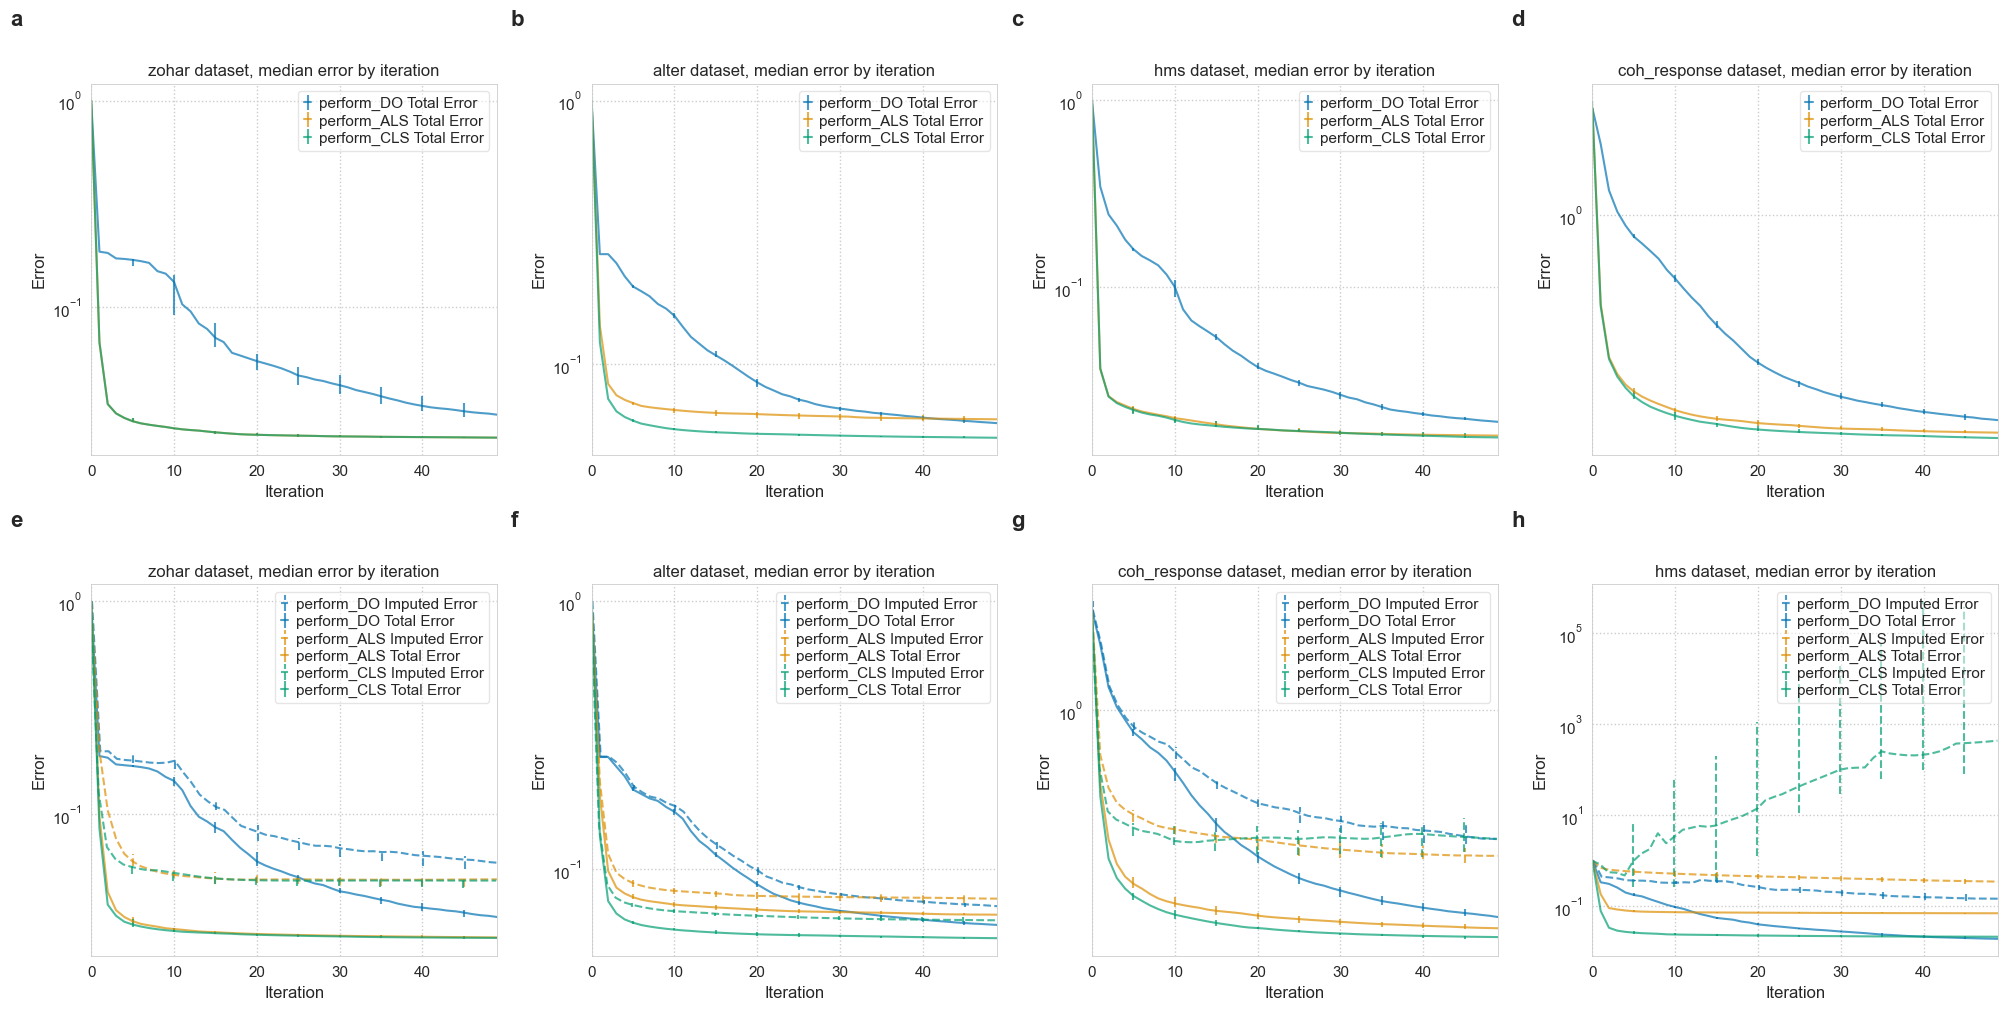 a
zohar dataset, median error by iteration
perform_DO Total Error
perform_ALS Total Error
perform_CLS Total Error
10^0
10^-1
Error
0 10 20 30 40
Iteration
b
alter dataset, median error by iteration
perform_DO Total Error
perform_ALS Total Error
perform_CLS Total Error
10^0
10^-1
Error
0 10 20 30 40
Iteration
c
hms dataset, median error by iteration
perform_DO Total Error
perform_ALS Total Error
perform_CLS Total Error
10^0
10^-1
Error
0 10 20 30 40
Iteration
d
coh_response dataset, median error by iteration
perform_DO Total Error
perform_ALS Total Error
perform_CLS Total Error
10^0
Error
0 10 20 30 40
Iteration
e
zohar dataset, median error by iteration
perform_DO Imputed Error
perform_DO Total Error
perform_ALS Imputed Error
perform_ALS Total Error
perform_CLS Imputed Error
perform_CLS Total Error
10^0
10^-1
Error
0 10 20 30 40
Iteration
f
alter dataset, median error by iteration
perform_DO Imputed Error
perform_DO Total Error
perform_ALS Imputed Error
perform_ALS Total Error
perform_CLS Imputed Error
perform_CLS Total Error
10^0
10^-1
Error
0 10 20 30 40
Iteration
g
coh_response dataset, median error by iteration
perform_DO Imputed Error
perform_DO Total Error
perform_ALS Imputed Error
perform_ALS Total Error
perform_CLS Imputed Error
perform_CLS Total Error
10^0
Error
0 10 20 30 40
Iteration
h
hms dataset, median error by iteration
perform_DO Imputed Error
perform_DO Total Error
perform_ALS Imputed Error
perform_ALS Total Error
perform_CLS Imputed Error
perform_CLS Total Error
10^5
10^3
10^1
10^-1
Error
0 10 20 30 40
Iteration